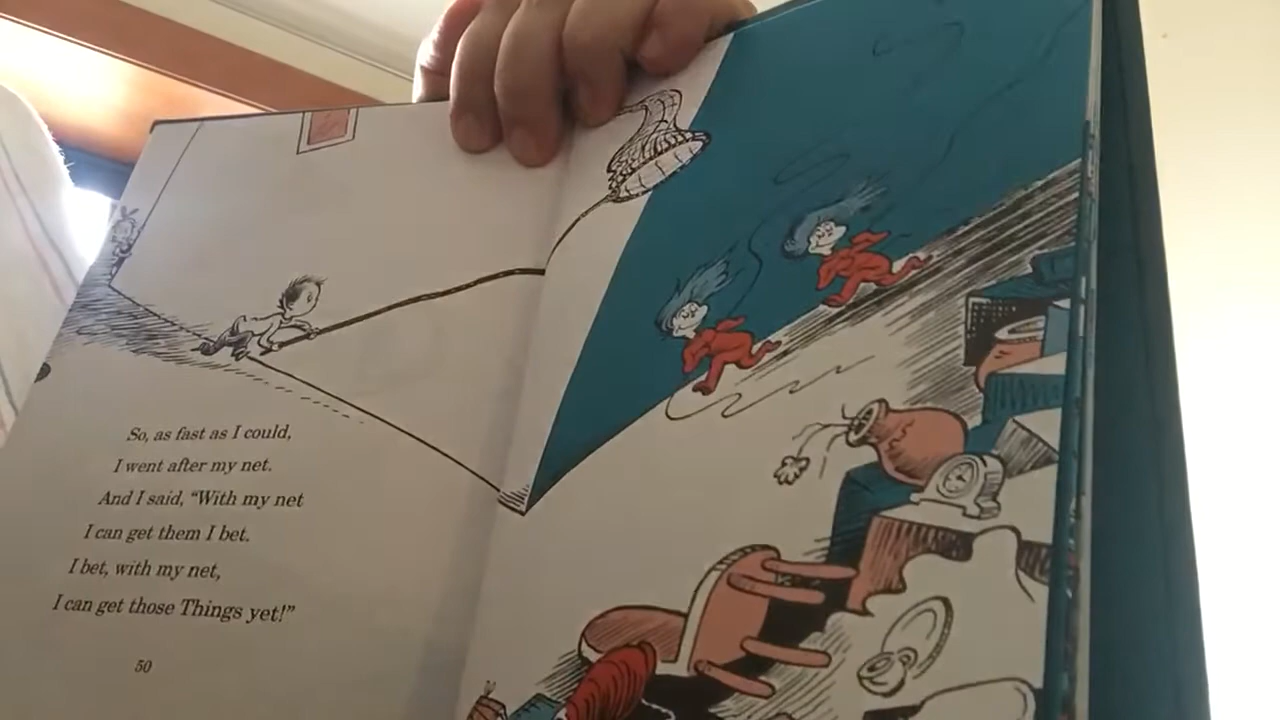 So, as fast as I could,
I went after my net.
And I said, “With my net
I can get them I bet.
I bet, with my net,
I can get those Things yet!”
50